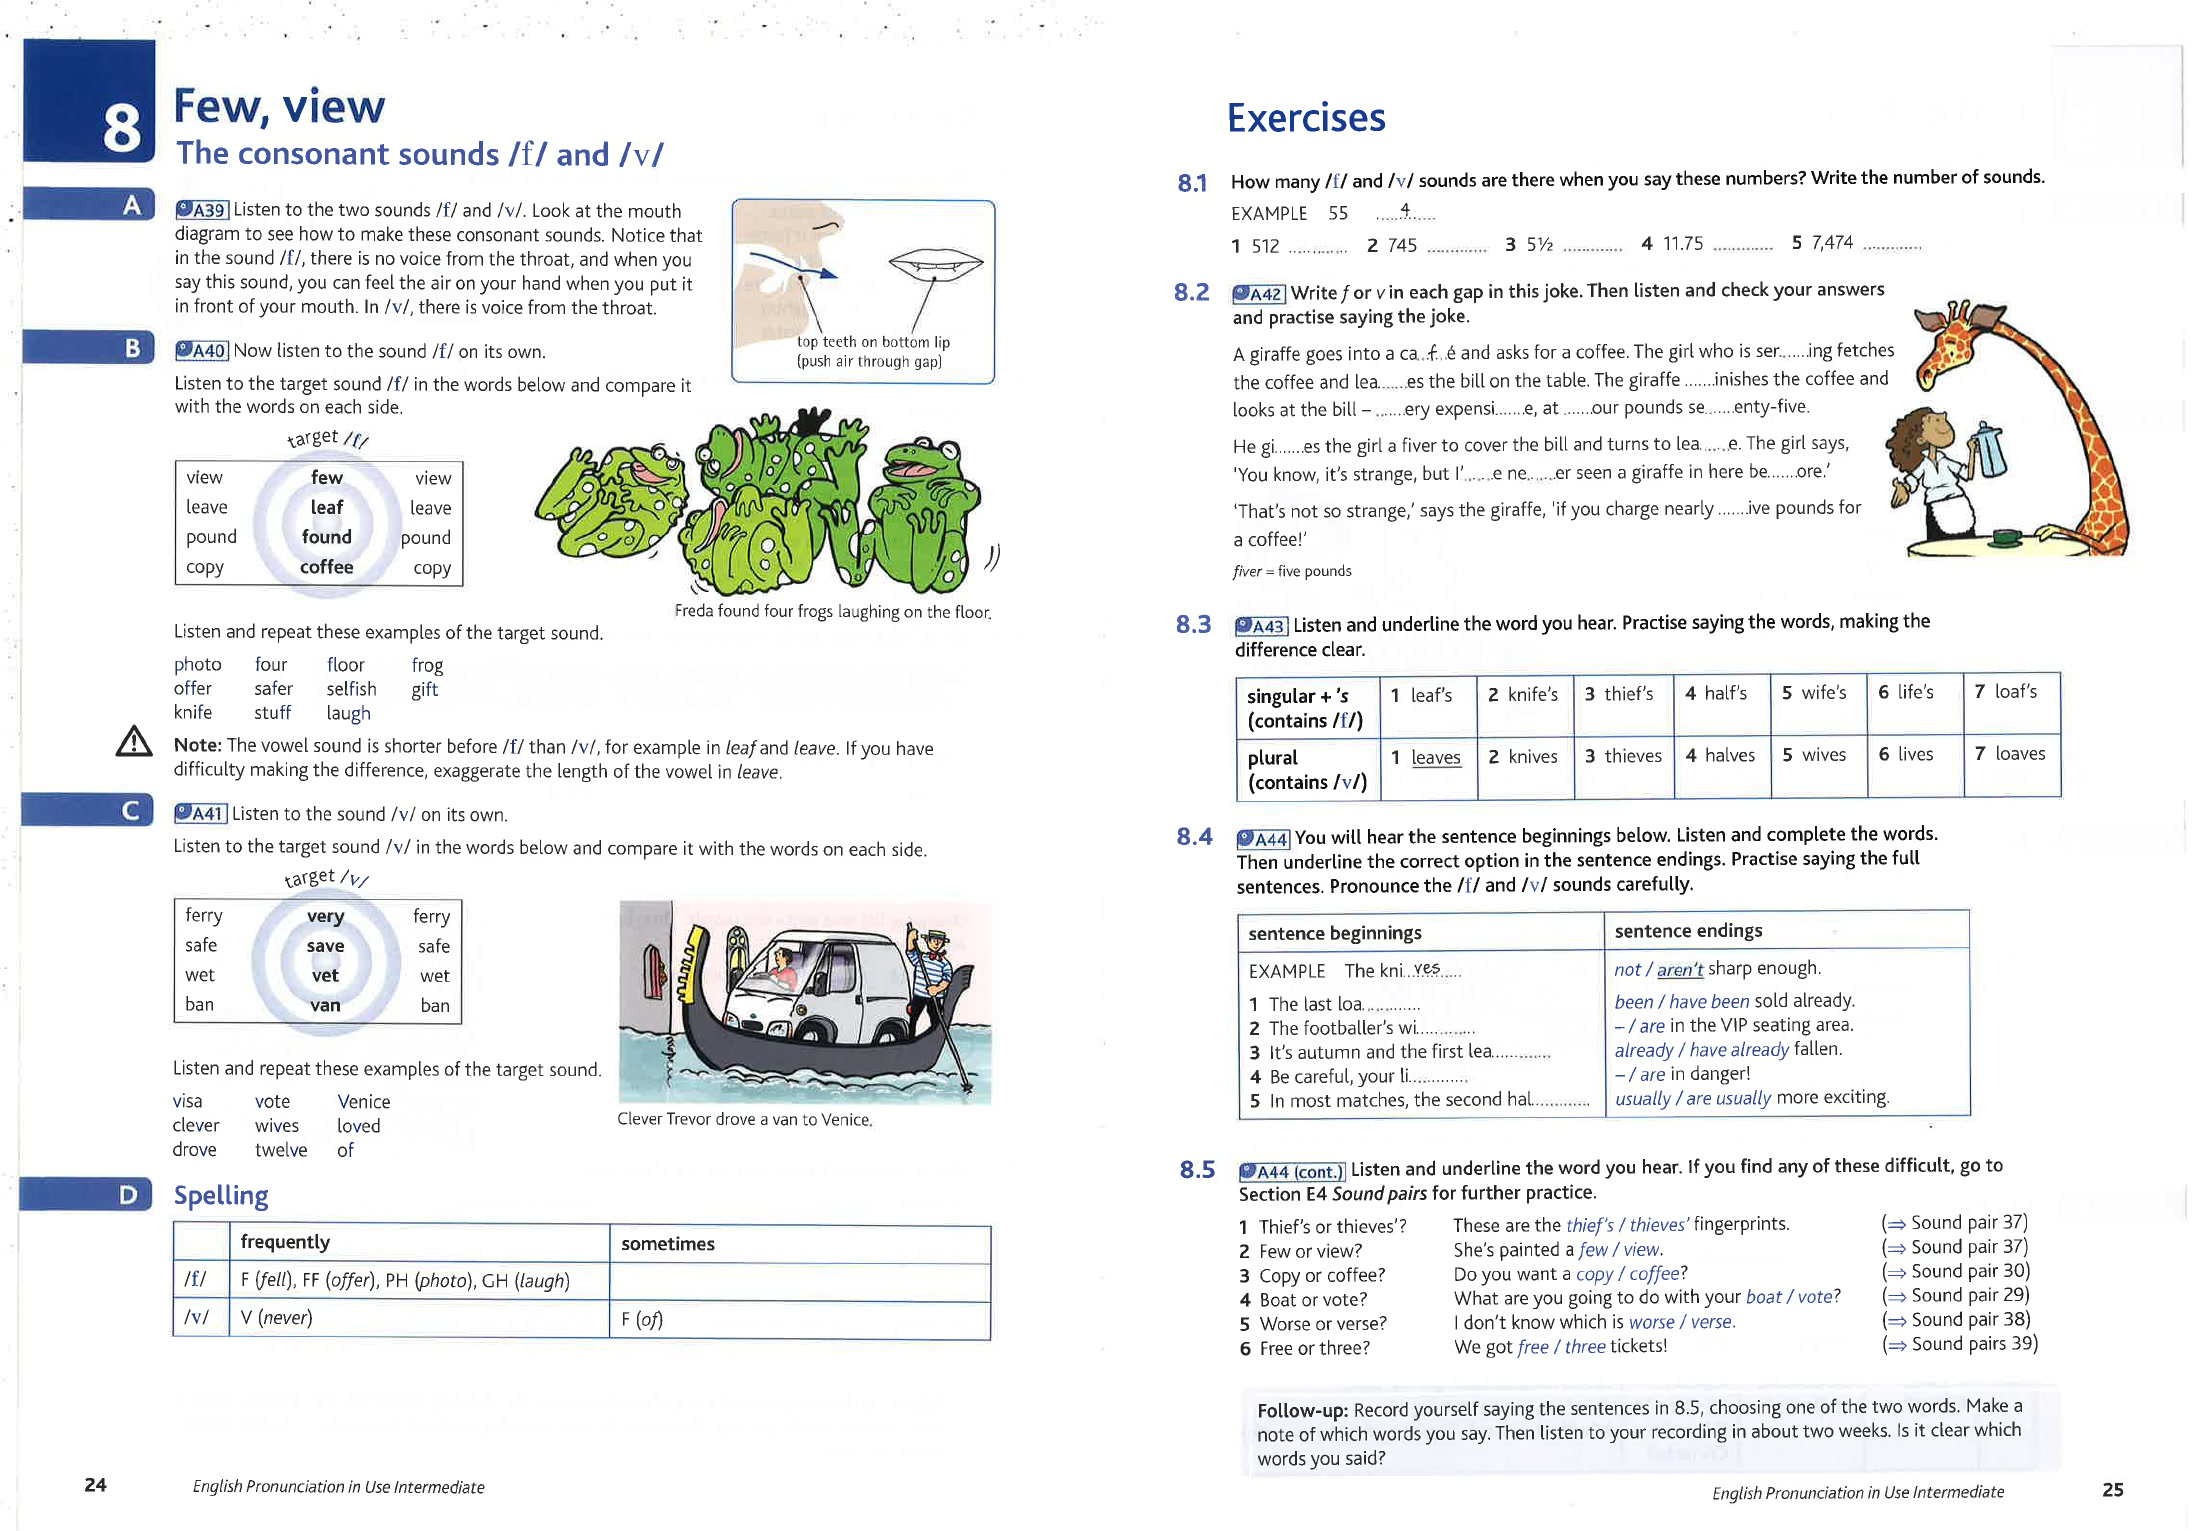 8
Few, view
The consonant sounds /f/ and /v/
A
A39 Listen to the two sounds /f/ and /v/. Look at the mouth
diagram to see how to make these consonant sounds. Notice that
in the sound /f/, there is no voice from the throat, and when you
say this sound, you can feel the air on your hand when you put it
in front of your mouth. In /v/, there is voice from the throat.
top teeth on bottom lip
(push air through gap)
B
A40 Now listen to the sound /f/ on its own.
Listen to the target sound /f/ in the words below and compare it
with the words on each side.
target /f/
view few view
leave leaf leave
pound found pound
copy coffee copy
Freda found four frogs laughing on the floor.
Listen and repeat these examples of the target sound.
photo four floor frog
offer safer selfish gift
knife stuff laugh
Note: The vowel sound is shorter before /f/ than /v/, for example in leaf and leave. If you have
difficulty making the difference, exaggerate the length of the vowel in leave.
C
A41 Listen to the sound /v/ on its own.
Listen to the target sound /v/ in the words below and compare it with the words on each side.
target /v/
ferry very ferry
safe save safe
wet vet wet
ban van ban
Listen and repeat these examples of the target sound.
visa vote Venice
clever wives loved
drove twelve of
Clever Trevor drove a van to Venice.
D
Spelling
frequently sometimes
/f/ F (fell), FF (offer), PH (photo), GH (laugh)
/v/ V (never) F (of)
24 English Pronunciation in Use Intermediate
Exercises
8.1 How many /f/ and /v/ sounds are there when you say these numbers? Write the number of sounds.
EXAMPLE 55 .....4......
1 512 ............. 2 745 ............. 3 5½ ............. 4 11.75 ............. 5 7,474 .............
8.2 A42 Write f or v in each gap in this joke. Then listen and check your answers
and practise saying the joke.
A giraffe goes into a ca...f...é and asks for a coffee. The girl who is ser.......ing fetches
the coffee and lea.......es the bill on the table. The giraffe .......inishes the coffee and
looks at the bill – .......ery expensi.......e, at .......our pounds se.......enty-five.
He gi.......es the girl a fiver to cover the bill and turns to lea.......e. The girl says,
'You know, it's strange, but I'.......e ne.......er seen a giraffe in here be.......ore.'
'That's not so strange,' says the giraffe, 'if you charge nearly .......ive pounds for
a coffee!'
fiver = five pounds
8.3 A43 Listen and underline the word you hear. Practise saying the words, making the
difference clear.
singular + 's 1 leaf's 2 knife's 3 thief's 4 half's 5 wife's 6 life's 7 loaf's
(contains /f/)
plural 1 leaves 2 knives 3 thieves 4 halves 5 wives 6 lives 7 loaves
(contains /v/)
8.4 A44 You will hear the sentence beginnings below. Listen and complete the words.
Then underline the correct option in the sentence endings. Practise saying the full
sentences. Pronounce the /f/ and /v/ sounds carefully.
sentence beginnings sentence endings
EXAMPLE The kni...ves..... not / aren't sharp enough.
1 The last loa............. been / have been sold already.
2 The footballer's wi............. – / are in the VIP seating area.
3 It's autumn and the first lea............. already / have already fallen.
4 Be careful, your li............. – / are in danger!
5 In most matches, the second hal............. usually / are usually more exciting.
8.5 A44 (cont.) Listen and underline the word you hear. If you find any of these difficult, go to
Section E4 Sound pairs for further practice.
1 Thief's or thieves'? These are the thief's / thieves' fingerprints. (⇒ Sound pair 37)
2 Few or view? She's painted a few / view. (⇒ Sound pair 37)
3 Copy or coffee? Do you want a copy / coffee? (⇒ Sound pair 30)
4 Boat or vote? What are you going to do with your boat / vote? (⇒ Sound pair 29)
5 Worse or verse? I don't know which is worse / verse. (⇒ Sound pair 38)
6 Free or three? We got free / three tickets! (⇒ Sound pairs 39)
Follow-up: Record yourself saying the sentences in 8.5, choosing one of the two words. Make a
note of which words you say. Then listen to your recording in about two weeks. Is it clear which
words you said?
English Pronunciation in Use Intermediate 25